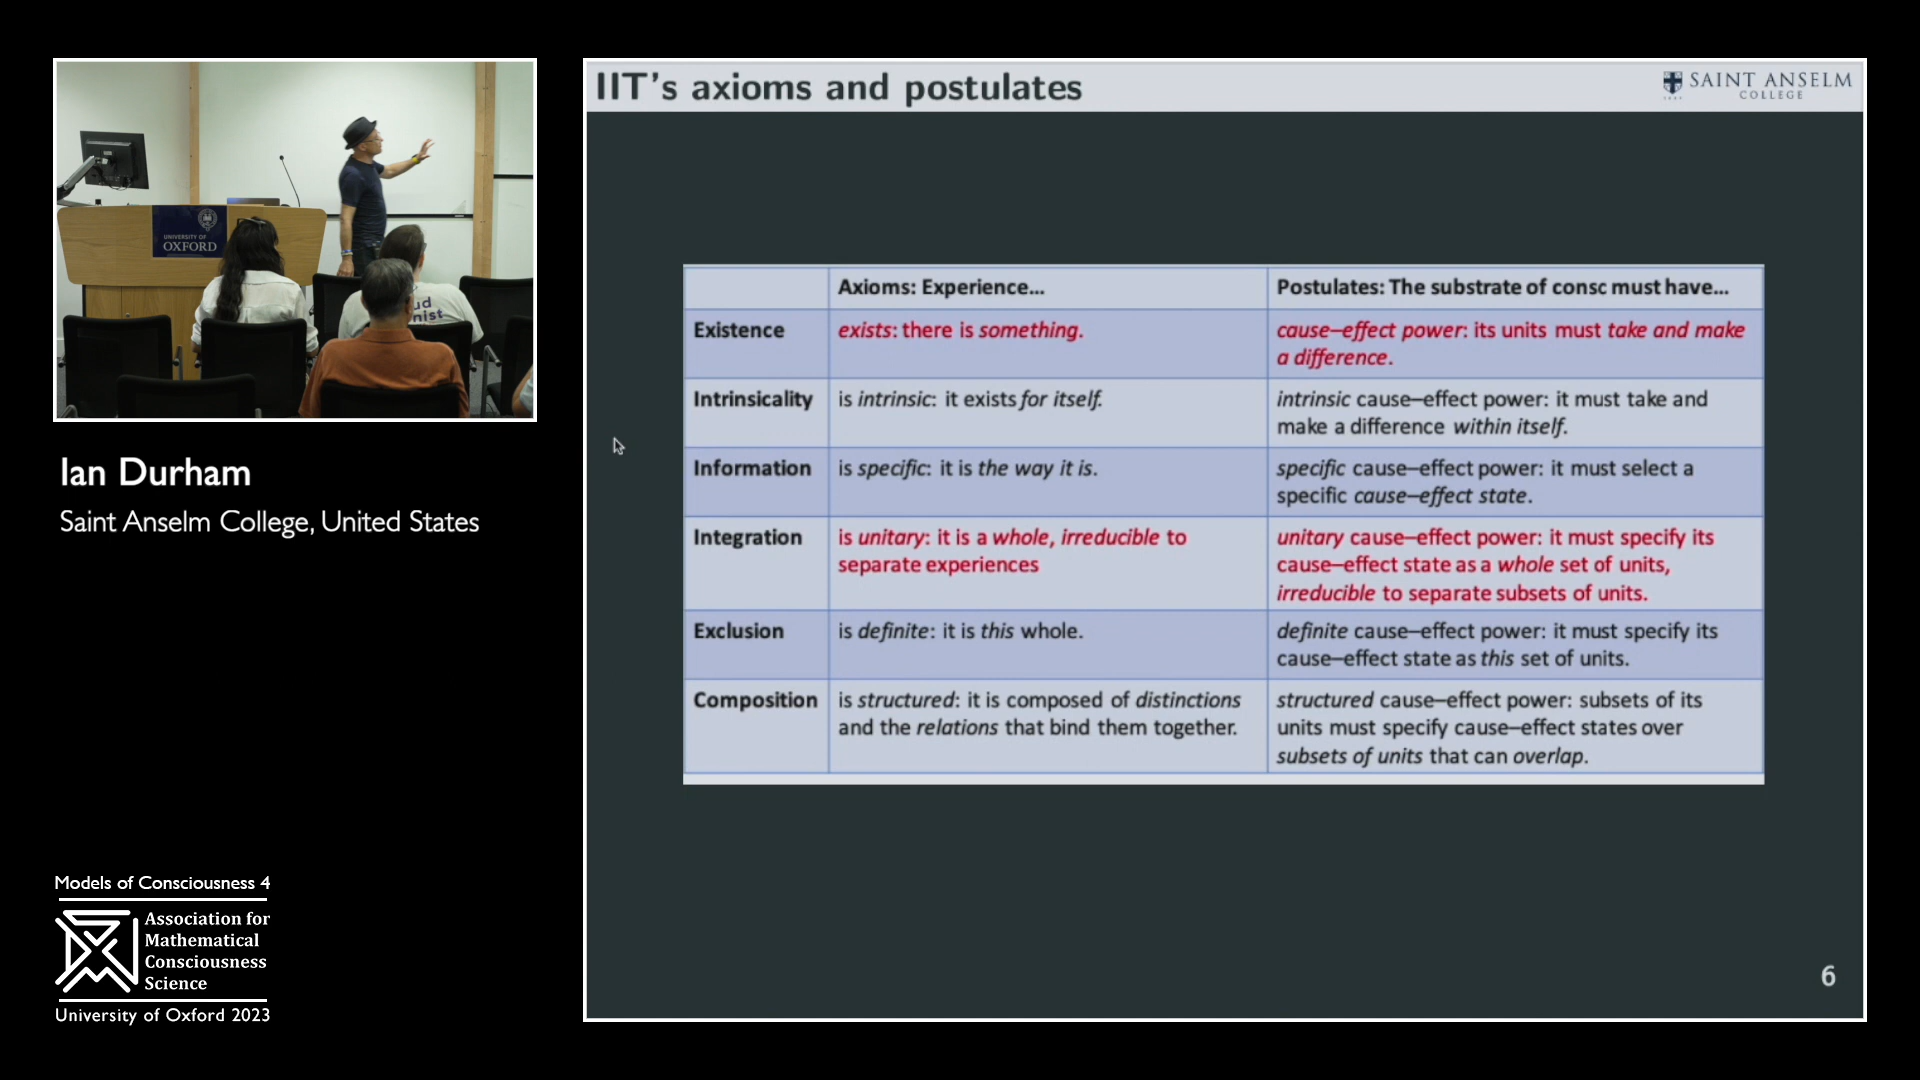 UNIVERSITY OF
OXFORD
ud
nist
Ian Durham
Saint Anselm College, United States
Models of Consciousness 4
Association for
Mathematical
Consciousness
Science
University of Oxford 2023
IIT's axioms and postulates
SAINT ANSELM
COLLEGE
Axioms: Experience...
Postulates: The substrate of consc must have...
Existence
exists: there is something.
cause–effect power: its units must take and make
a difference.
Intrinsicality
is intrinsic: it exists for itself.
intrinsic cause–effect power: it must take and
make a difference within itself.
Information
is specific: it is the way it is.
specific cause–effect power: it must select a
specific cause–effect state.
Integration
is unitary: it is a whole, irreducible to
separate experiences
unitary cause–effect power: it must specify its
cause–effect state as a whole set of units,
irreducible to separate subsets of units.
Exclusion
is definite: it is this whole.
definite cause–effect power: it must specify its
cause–effect state as this set of units.
Composition
is structured: it is composed of distinctions
and the relations that bind them together.
structured cause–effect power: subsets of its
units must specify cause–effect states over
subsets of units that can overlap.
6